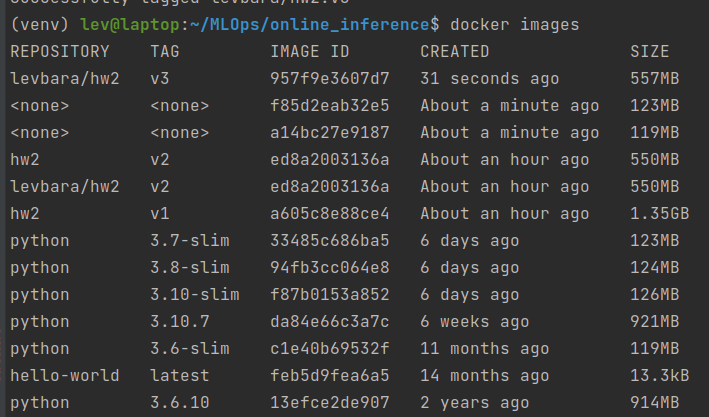 Successfully tagged levbara/hw2:v3
(venv) lev@laptop:~/MLOps/online_inference$ docker images
REPOSITORY TAG IMAGE ID CREATED SIZE
levbara/hw2 v3 957f9e3607d7 31 seconds ago 557MB
<none> <none> f85d2eab32e5 About a minute ago 123MB
<none> <none> a14bc27e9187 About a minute ago 119MB
hw2 v2 ed8a2003136a About an hour ago 550MB
levbara/hw2 v2 ed8a2003136a About an hour ago 550MB
hw2 v1 a605c8e88ce4 About an hour ago 1.35GB
python 3.7-slim 33485c686ba5 6 days ago 123MB
python 3.8-slim 94fb3cc064e8 6 days ago 124MB
python 3.10-slim f87b0153a852 6 days ago 126MB
python 3.10.7 da84e66c3a7c 6 weeks ago 921MB
python 3.6-slim c1e40b69532f 11 months ago 119MB
hello-world latest feb5d9fea6a5 14 months ago 13.3kB
python 3.6.10 13efce2de907 2 years ago 914MB